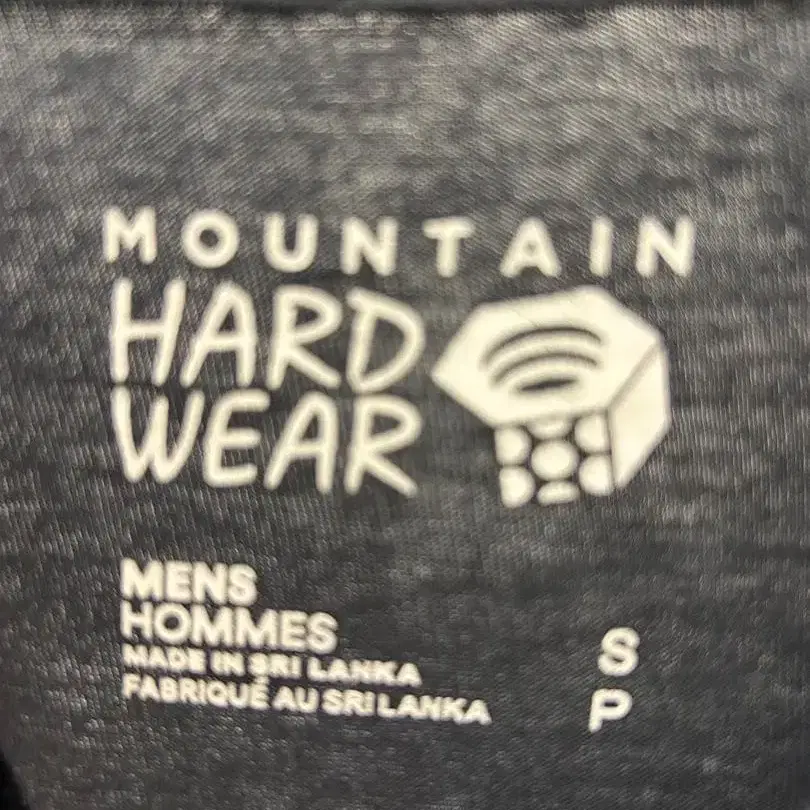 MOUNTAIN
HARD
WEAR
MENS
HOMMES
MADE IN SRI LANKA
FABRIQUÉ AU SRI LANKA
S
P